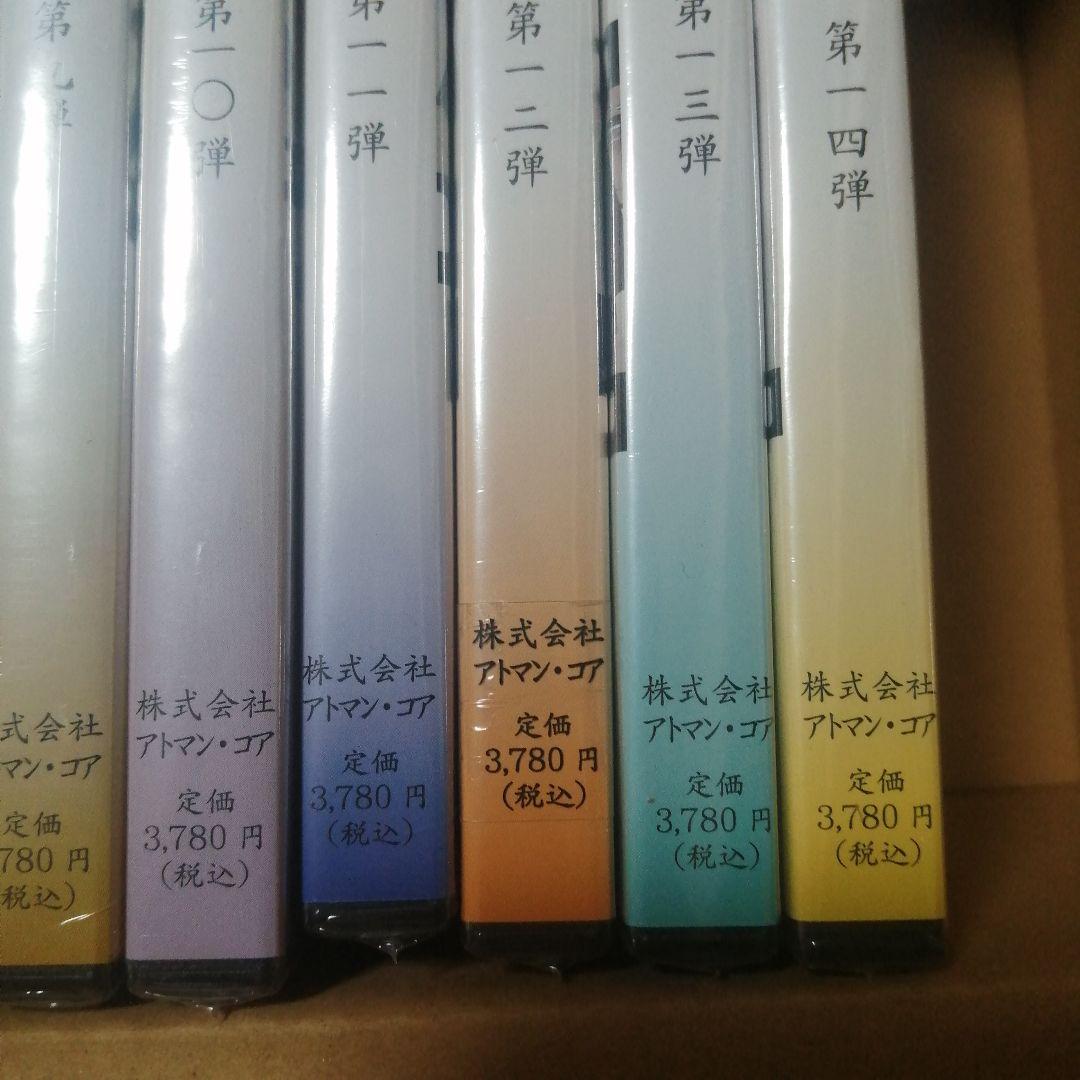 第九弾
式会社
マン・コア
定価
780 円
税込)
第一〇弾
株式会社
アトマン・コア
定価
3,780 円
(税込)
第一一弾
株式会社
アトマン・コア
定価
3,780 円
(税込)
第一二弾
株式会社
アトマン・コア
定価
3,780 円
(税込)
第一三弾
株式会社
アトマン・コア
定価
3,780 円
(税込)
第一四弾
株式会社
アトマン・コア
定価
3,780 円
(税込)